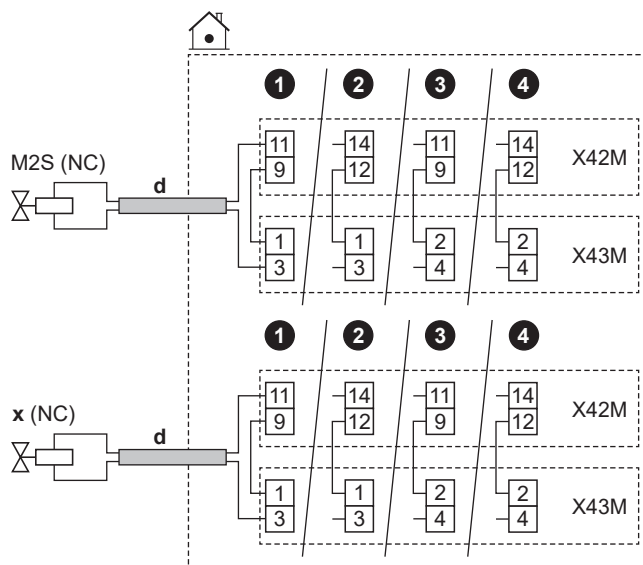 1 2 3 4
11 14 11 14
X42M
9 12 9 12
M2S (NC)
d
1 1 2 2
X43M
3 3 4 4
1 2 3 4
11 14 11 14
X42M
9 12 9 12
x (NC)
d
1 1 2 2
X43M
3 3 4 4